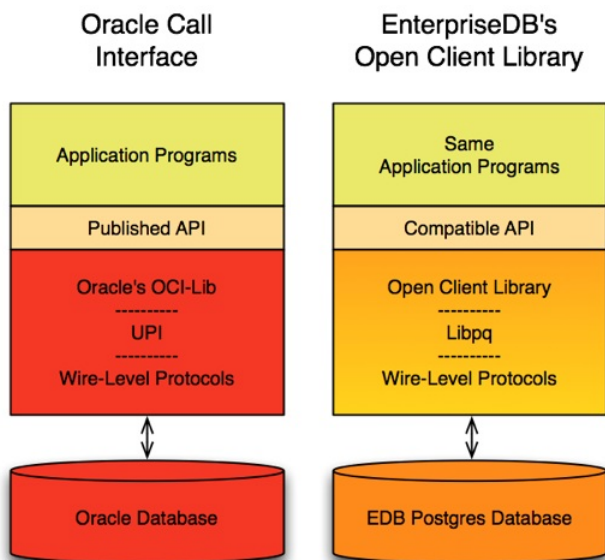 Oracle Call
Interface
Application Programs
Published API
Oracle's OCI-Lib
----------
UPI
----------
Wire-Level Protocols
Oracle Database
EnterpriseDB's
Open Client Library
Same
Application Programs
Compatible API
Open Client Library
----------
Libpq
----------
Wire-Level Protocols
EDB Postgres Database